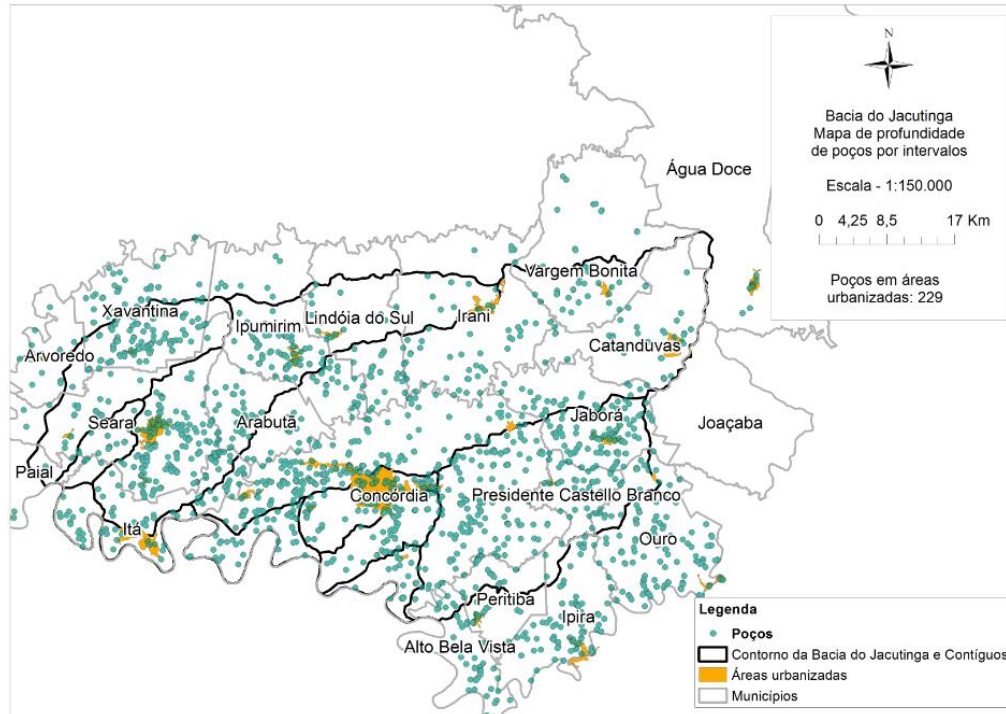 N
Bacia do Jacutinga
Mapa de profundidade
de poços por intervalos
Escala - 1:150.000
0 4,25 8,5 17 Km
Poços em áreas
urbanizadas: 229
Água Doce
Vargem Bonita
Xavantina
Ipumirim
Lindóia do Sul
Irani
Arvoredo
Catanduvas
Seara
Arabutã
Jaborá
Joaçaba
Paial
Concórdia
Presidente Castello Branco
Itá
Ouro
Peritiba
Ipira
Alto Bela Vista
Legenda
Poços
Contorno da Bacia do Jacutinga e Contíguos
Áreas urbanizadas
Municípios